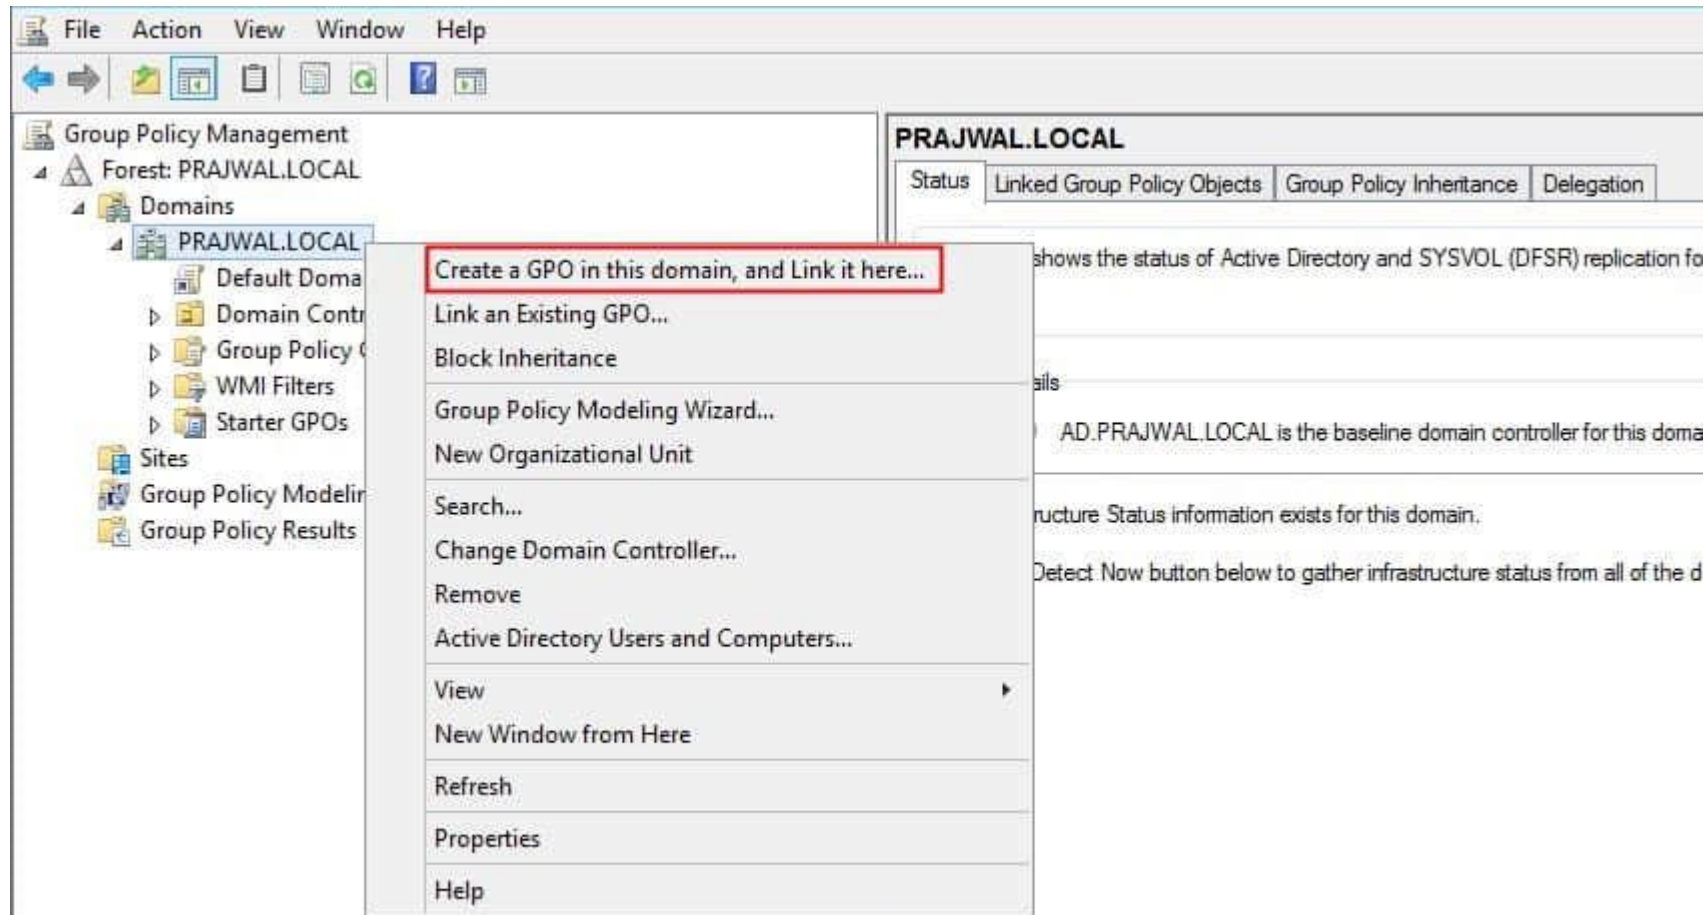 File Action View Window Help
Group Policy Management
Forest: PRAJWAL.LOCAL
Domains
PRAJWAL.LOCAL
Default Doma
Domain Contr
Group Policy
WMI Filters
Starter GPOs
Sites
Group Policy Modelin
Group Policy Results
Create a GPO in this domain, and Link it here...
Link an Existing GPO...
Block Inheritance
Group Policy Modeling Wizard...
New Organizational Unit
Search...
Change Domain Controller...
Remove
Active Directory Users and Computers...
View
New Window from Here
Refresh
Properties
Help
PRAJWAL.LOCAL
Status Linked Group Policy Objects Group Policy Inheritance Delegation
shows the status of Active Directory and SYSVOL (DFSR) replication fo
ails
AD.PRAJWAL.LOCAL is the baseline domain controller for this doma
ructure Status information exists for this domain.
Detect Now button below to gather infrastructure status from all of the d